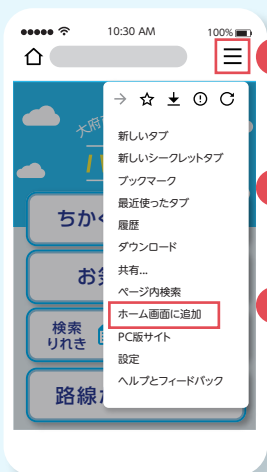 10:30 AM
100%
大府
新しいタブ
新しいシークレットタブ
ブックマーク
最近使ったタブ
履歴
ダウンロード
共有...
ページ内検索
ホーム画面に追加
PC版サイト
設定
ヘルプとフィードバック
ちか
お
検索
りれき
路線